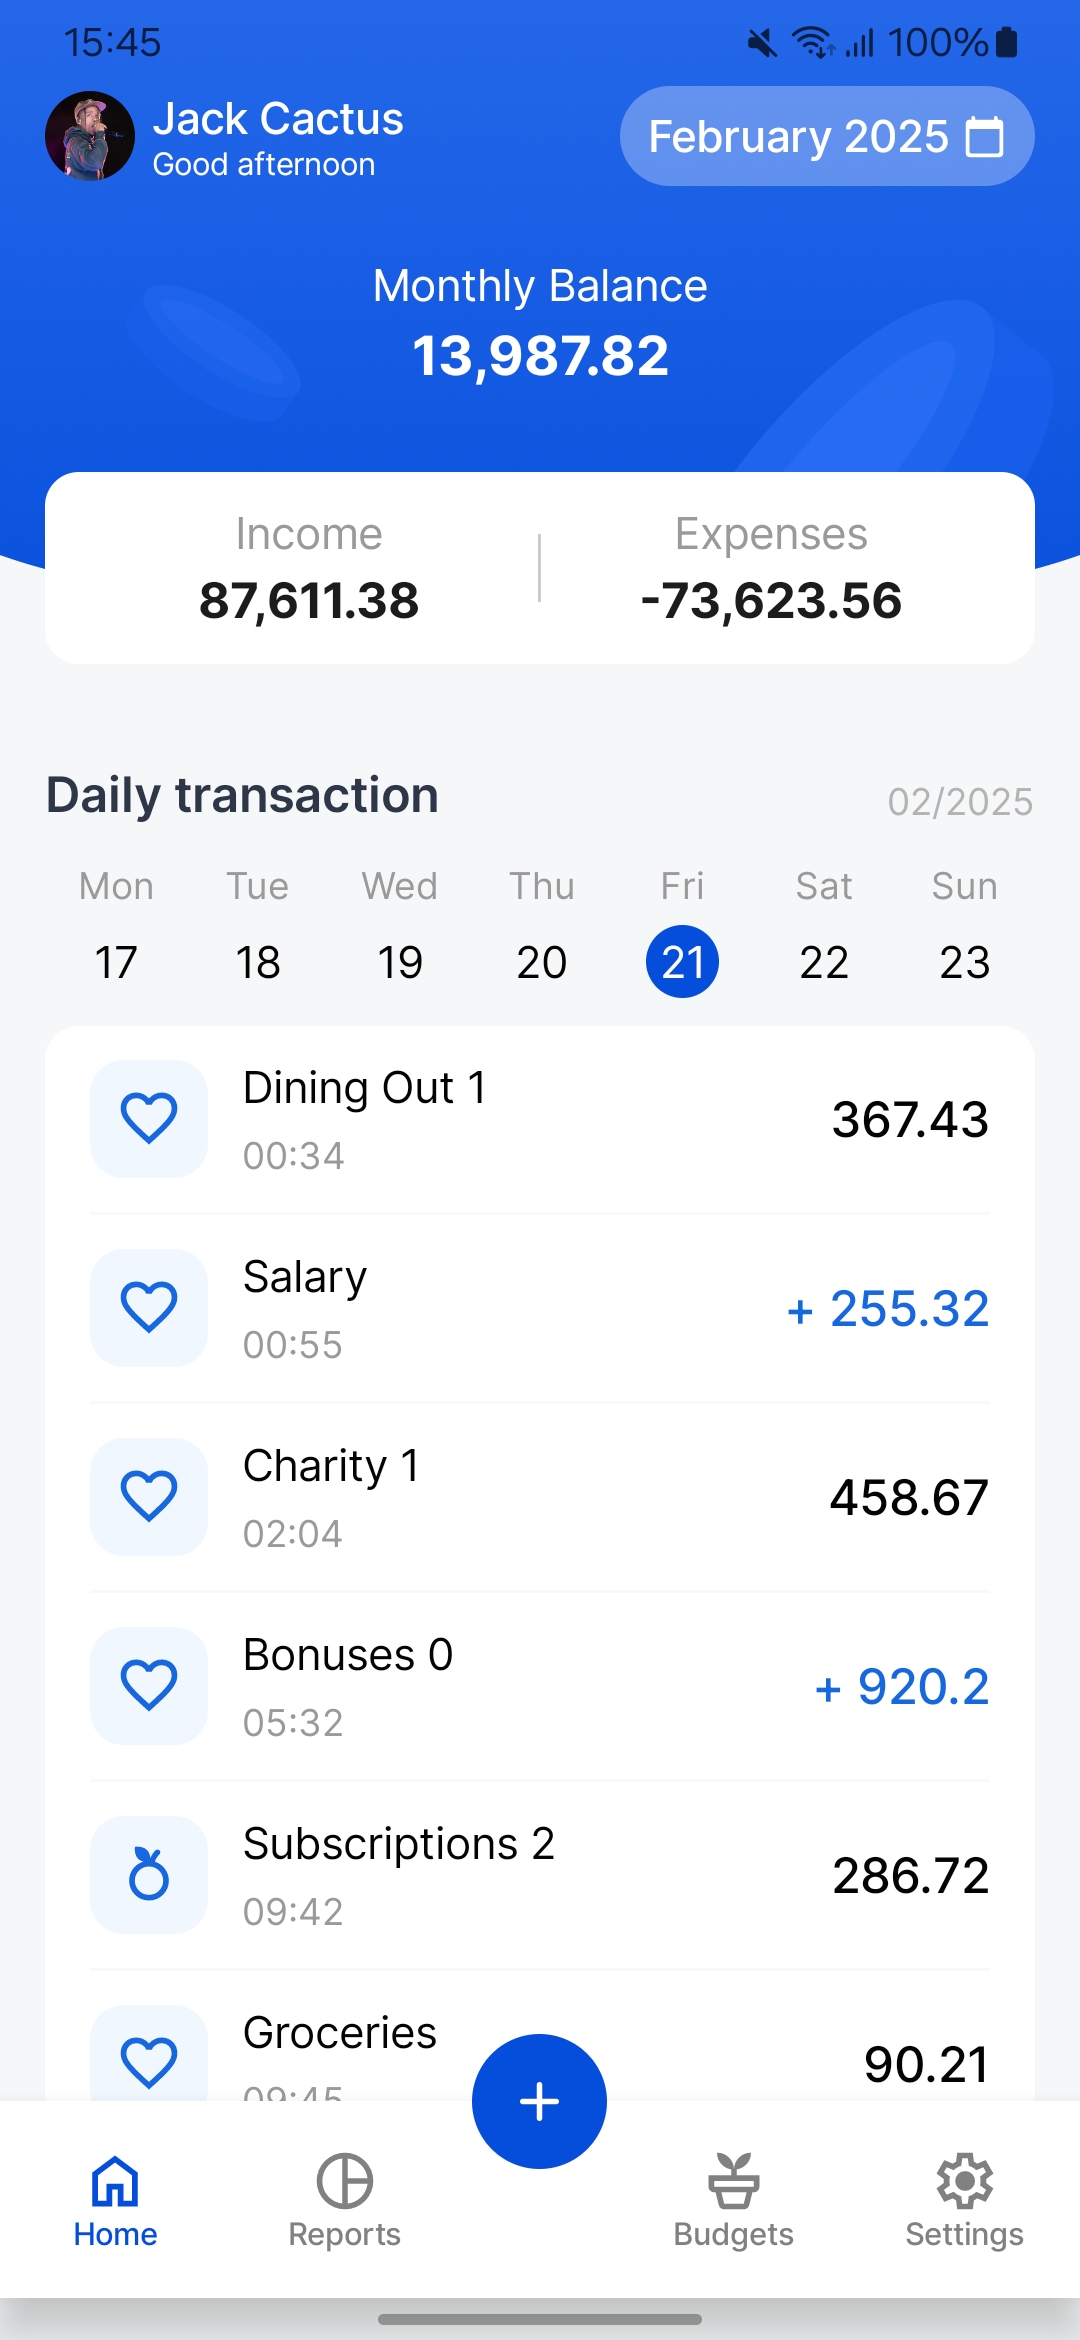 15:45
100%
Jack Cactus
Good afternoon
February 2025
Monthly Balance
13,987.82
Income
87,611.38
Expenses
-73,623.56
Daily transaction
02/2025
Mon Tue Wed Thu Fri Sat Sun
17 18 19 20 21 22 23
Dining Out 1
00:34
367.43
Salary
00:55
+ 255.32
Charity 1
02:04
458.67
Bonuses 0
05:32
+ 920.2
Subscriptions 2
09:42
286.72
Groceries
09:45
90.21
Home
Reports
Budgets
Settings